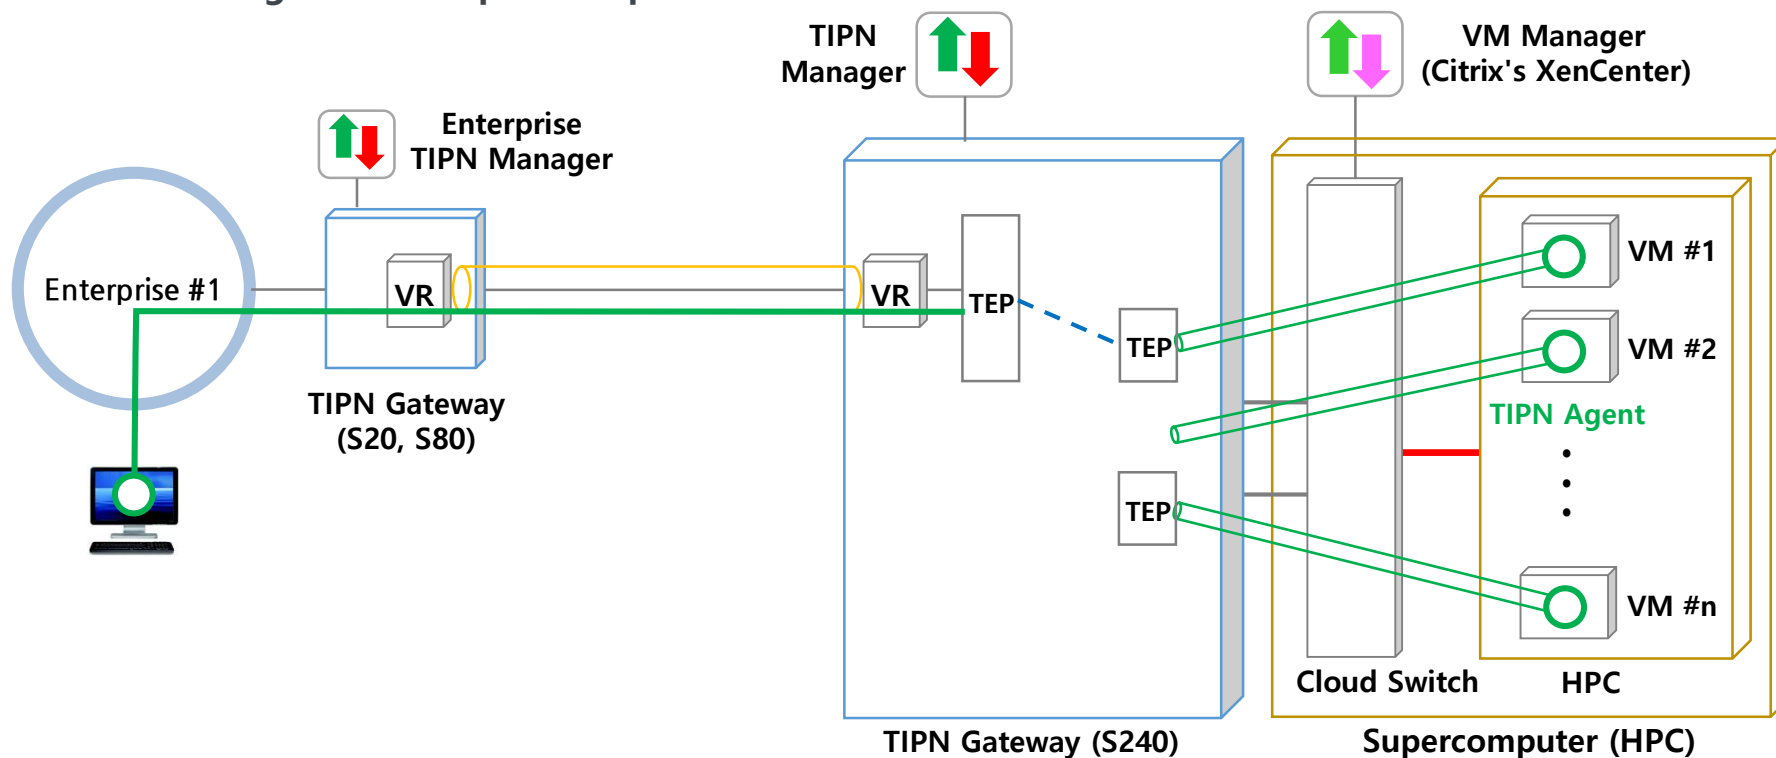 TIPN
Manager
VM Manager
(Citrix's XenCenter)
Enterprise
TIPN Manager
Enterprise #1
VR
VR
TEP
TEP
TEP
VM #1
VM #2
TIPN Agent
VM #n
TIPN Gateway
(S20, S80)
Cloud Switch
HPC
TIPN Gateway (S240)
Supercomputer (HPC)